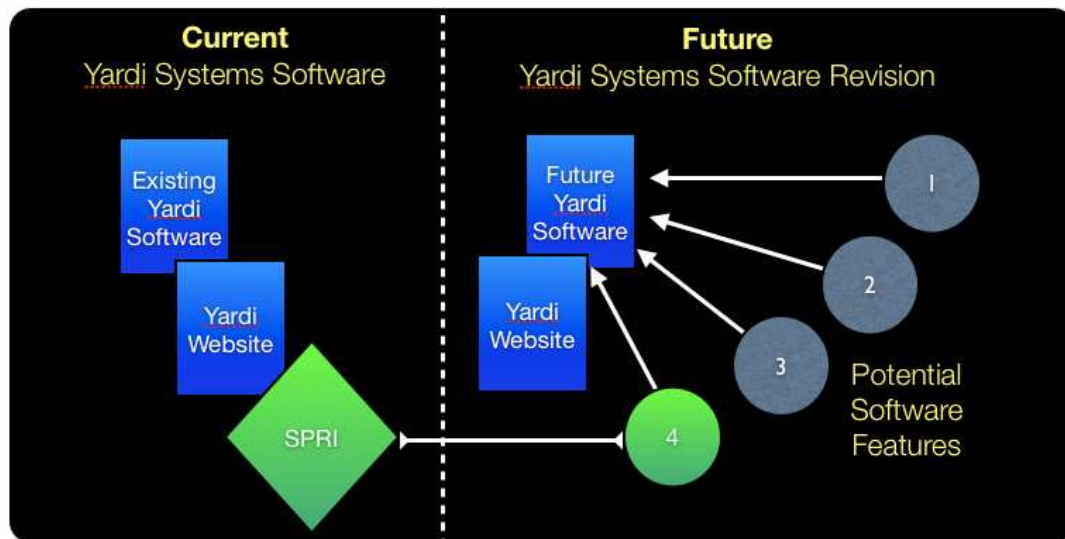 Current
Yardi Systems Software
Existing
Yardi
Software
Yardi
Website
SPRI
Future
Yardi Systems Software Revision
Future
Yardi
Software
Yardi
Website
1
2
3
4
Potential
Software
Features